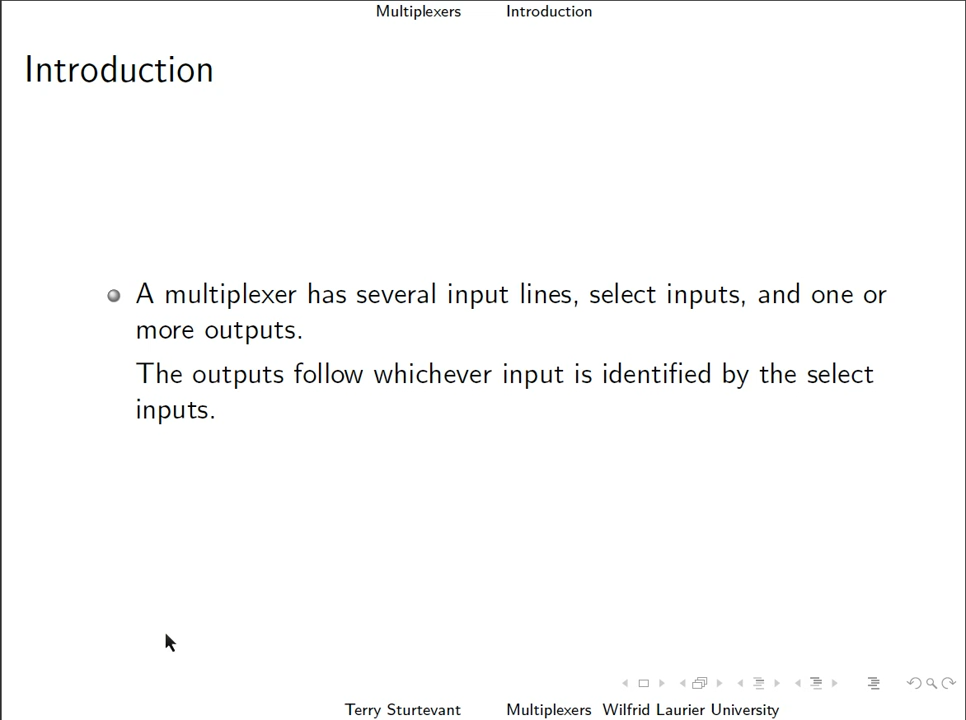 Multiplexers Introduction
Introduction
A multiplexer has several input lines, select inputs, and one or
more outputs.
The outputs follow whichever input is identified by the select
inputs.
Terry Sturtevant Multiplexers Wilfrid Laurier University